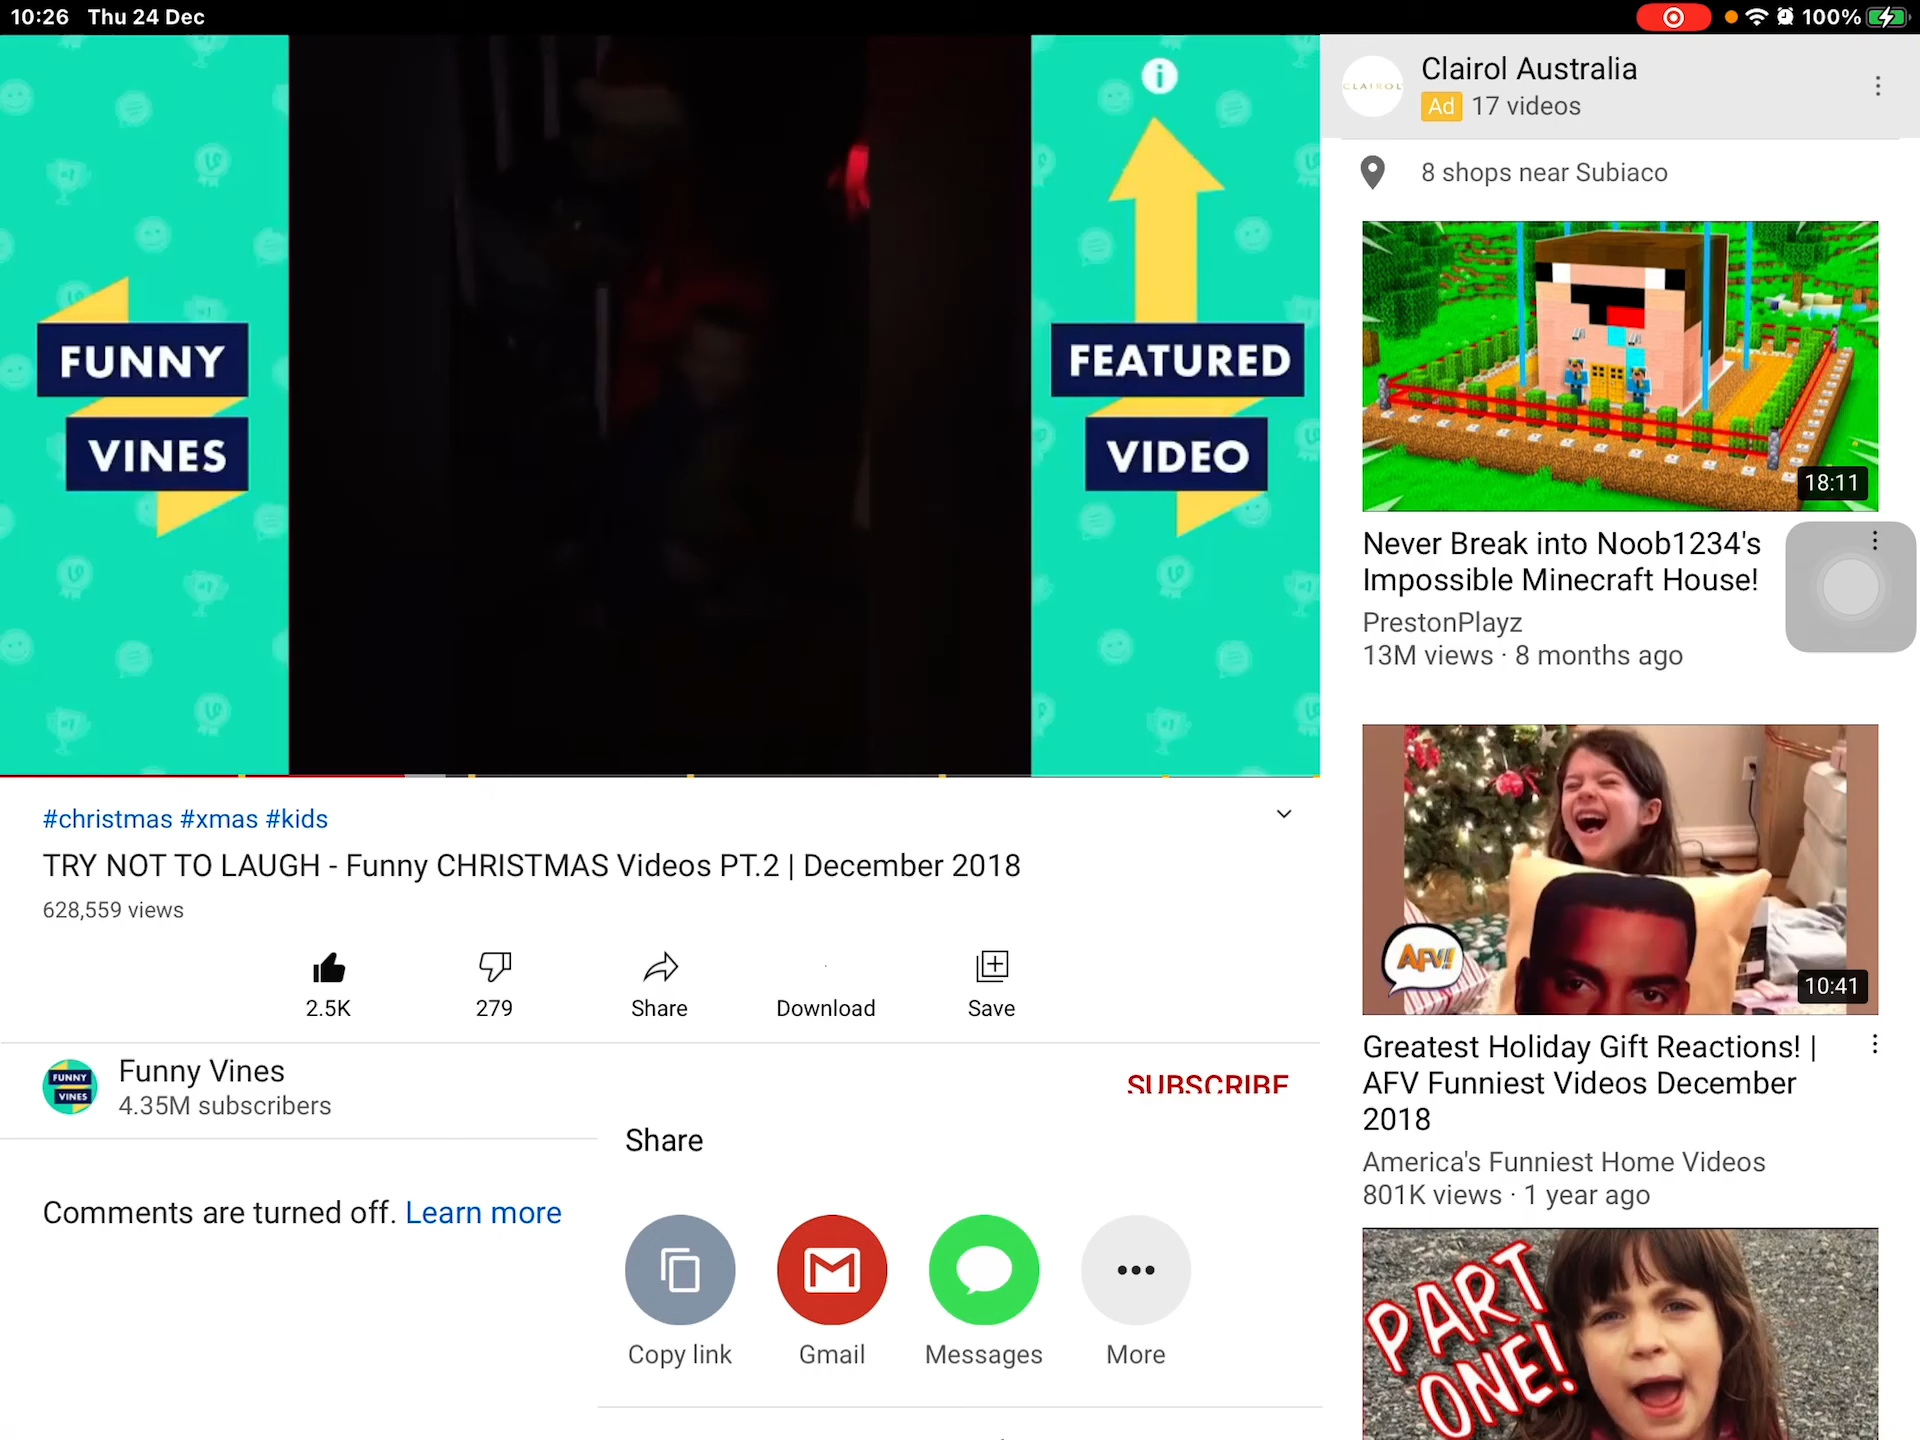 10:26 Thu 24 Dec
100%
FUNNY
VINES
FEATURED
VIDEO
#christmas #xmas #kids
TRY NOT TO LAUGH - Funny CHRISTMAS Videos PT.2 | December 2018
628,559 views
2.5K
279
Share
Download
Save
FUNNY
VINES
Funny Vines
4.35M subscribers
SUBSCRIBE
Comments are turned off. Learn more
Share
Copy link
Gmail
Messages
More
CLAIROL
Clairol Australia
Ad 17 videos
8 shops near Subiaco
18:11
Never Break into Noob1234's
Impossible Minecraft House!
PrestonPlayz
13M views · 8 months ago
AFV!
10:41
Greatest Holiday Gift Reactions! |
AFV Funniest Videos December
2018
America's Funniest Home Videos
801K views · 1 year ago
PART
ONE!